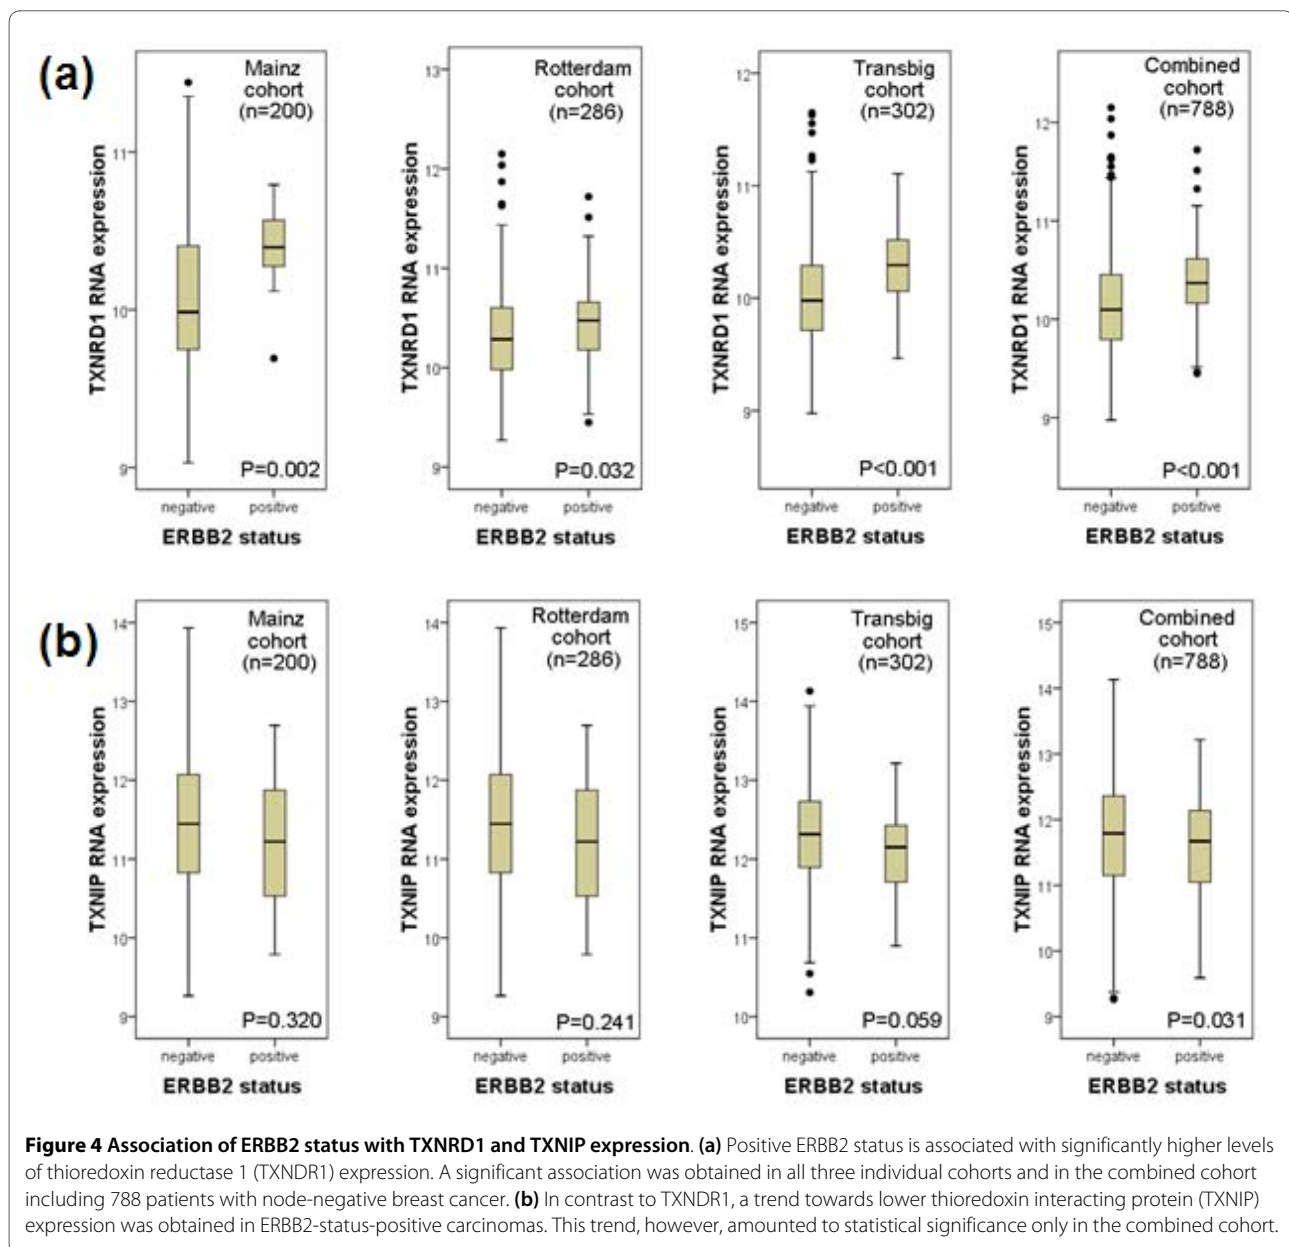 (a)
Mainz
cohort
(n=200)
TXNRD1 RNA expression
11
10
9
P=0.002
negative positive
ERBB2 status
Rotterdam
cohort
(n=286)
TXNRD1 RNA expression
13
12
11
10
9
P=0.032
negative positive
ERBB2 status
Transbig
cohort
(n=302)
TXNRD1 RNA expression
12
11
10
9
P<0.001
negative positive
ERBB2 status
Combined
cohort
(n=788)
TXNRD1 RNA expression
12
11
10
9
P<0.001
negative positive
ERBB2 status
(b)
Mainz
cohort
(n=200)
TXNIP RNA expression
14
13
12
11
10
9
P=0.320
negative positive
ERBB2 status
Rotterdam
cohort
(n=286)
TXNIP RNA expression
14
13
12
11
10
9
P=0.241
negative positive
ERBB2 status
Transbig
cohort
(n=302)
TXNIP RNA expression
15
14
13
12
11
10
P=0.059
negative positive
ERBB2 status
Combined
cohort
(n=788)
TXNIP RNA expression
15
14
13
12
11
10
9
P=0.031
negative positive
ERBB2 status
Figure 4 Association of ERBB2 status with TXNRD1 and TXNIP expression. (a) Positive ERBB2 status is associated with significantly higher levels
of thioredoxin reductase 1 (TXNDR1) expression. A significant association was obtained in all three individual cohorts and in the combined cohort
including 788 patients with node-negative breast cancer. (b) In contrast to TXNDR1, a trend towards lower thioredoxin interacting protein (TXNIP)
expression was obtained in ERBB2-status-positive carcinomas. This trend, however, amounted to statistical significance only in the combined cohort.